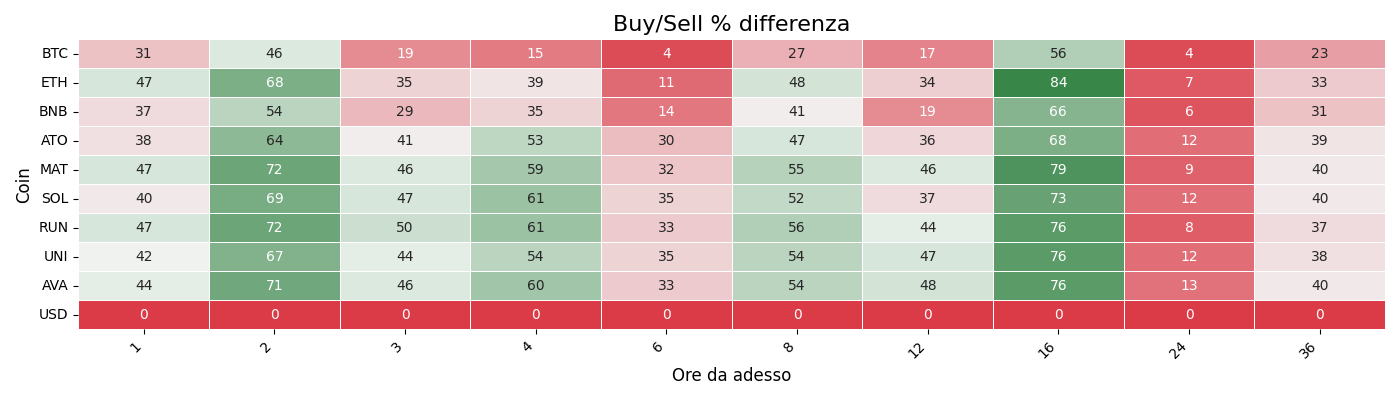 Buy/Sell % differenza
Coin
BTC 31 46 19 15 4 27 17 56 4 23
ETH 47 68 35 39 11 48 34 84 7 33
BNB 37 54 29 35 14 41 19 66 6 31
ATO 38 64 41 53 30 47 36 68 12 39
MAT 47 72 46 59 32 55 46 79 9 40
SOL 40 69 47 61 35 52 37 73 12 40
RUN 47 72 50 61 33 56 44 76 8 37
UNI 42 67 44 54 35 54 47 76 12 38
AVA 44 71 46 60 33 54 48 76 13 40
USD 0 0 0 0 0 0 0 0 0 0
1 2 3 4 6 8 12 16 24 36
Ore da adesso